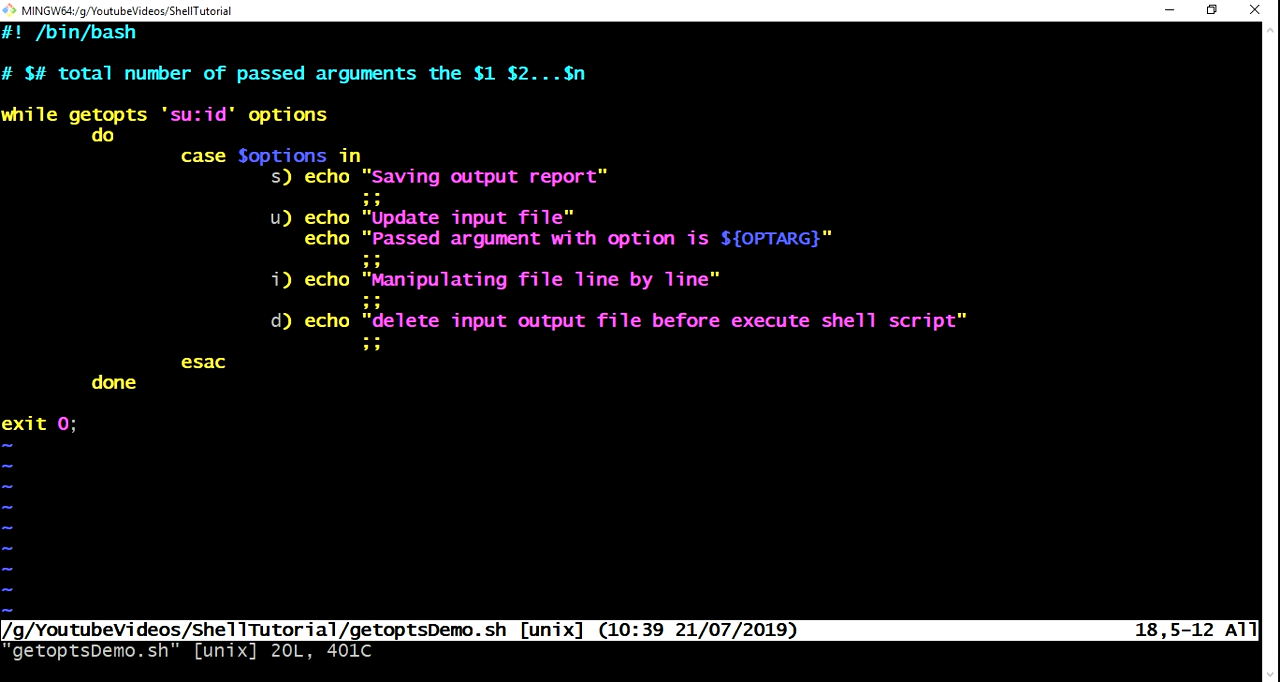 MINGW64:/g/YoutubeVideos/ShellTutorial
#! /bin/bash
# $# total number of passed arguments the $1 $2...$n
while getopts 'su:id' options
do
case $options in
s) echo "Saving output report"
;;
u) echo "Update input file"
echo "Passed argument with option is ${OPTARG}"
;;
i) echo "Manipulating file line by line"
;;
d) echo "delete input output file before execute shell script"
;;
esac
done
exit 0;
~
~
~
~
~
~
~
~
~
/g/YoutubeVideos/ShellTutorial/getoptsDemo.sh [unix] (10:39 21/07/2019) 18,5-12 All
"getoptsDemo.sh" [unix] 20L, 401C